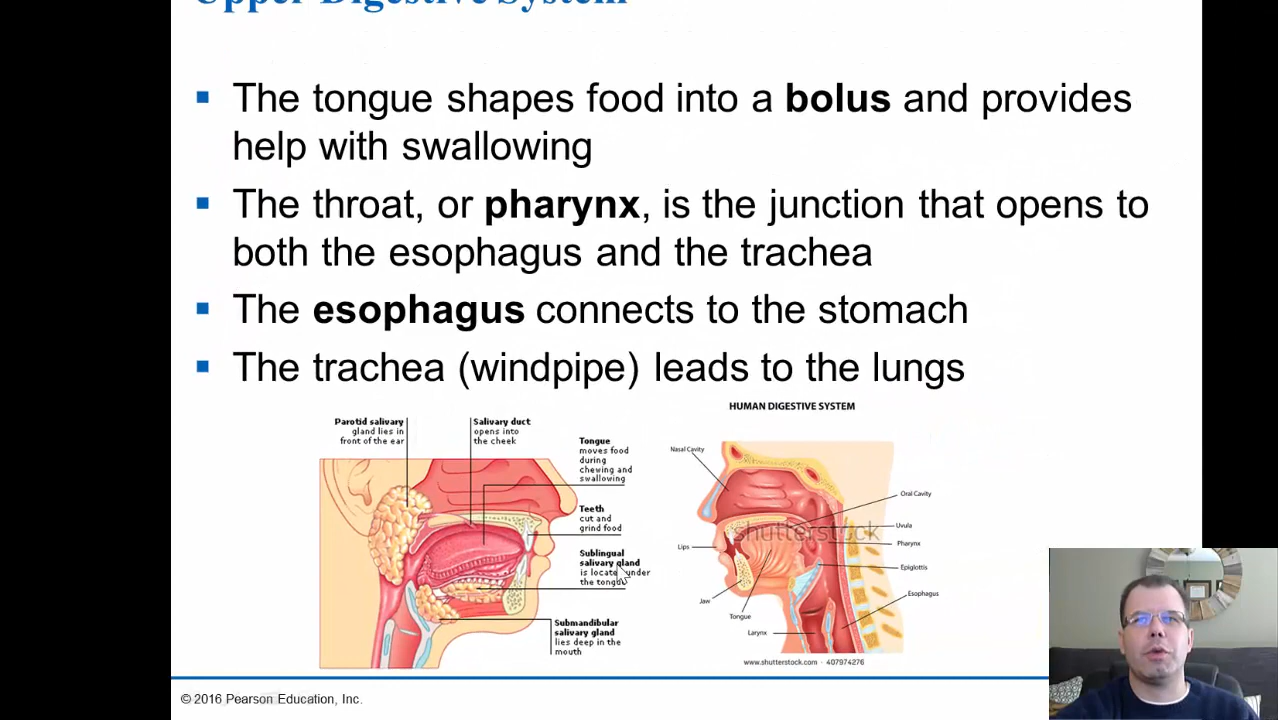 Upper Digestive System
The tongue shapes food into a bolus and provides
help with swallowing
The throat, or pharynx, is the junction that opens to
both the esophagus and the trachea
The esophagus connects to the stomach
The trachea (windpipe) leads to the lungs
Parotid salivary
gland lies in
front of the ear
Salivary duct
opens into
the cheek
Tongue
moves food
during
chewing and
swallowing
Teeth
cut and
grind food
Sublingual
salivary gland
is located under
the tongue
Submandibular
salivary gland
lies deep in the
mouth
HUMAN DIGESTIVE SYSTEM
Nasal Cavity
Oral Cavity
Uvula
shutterstock
Pharynx
Lips
Epiglottis
Esophagus
Jaw
Tongue
Larynx
www.shutterstock.com · 407974276
© 2016 Pearson Education, Inc.